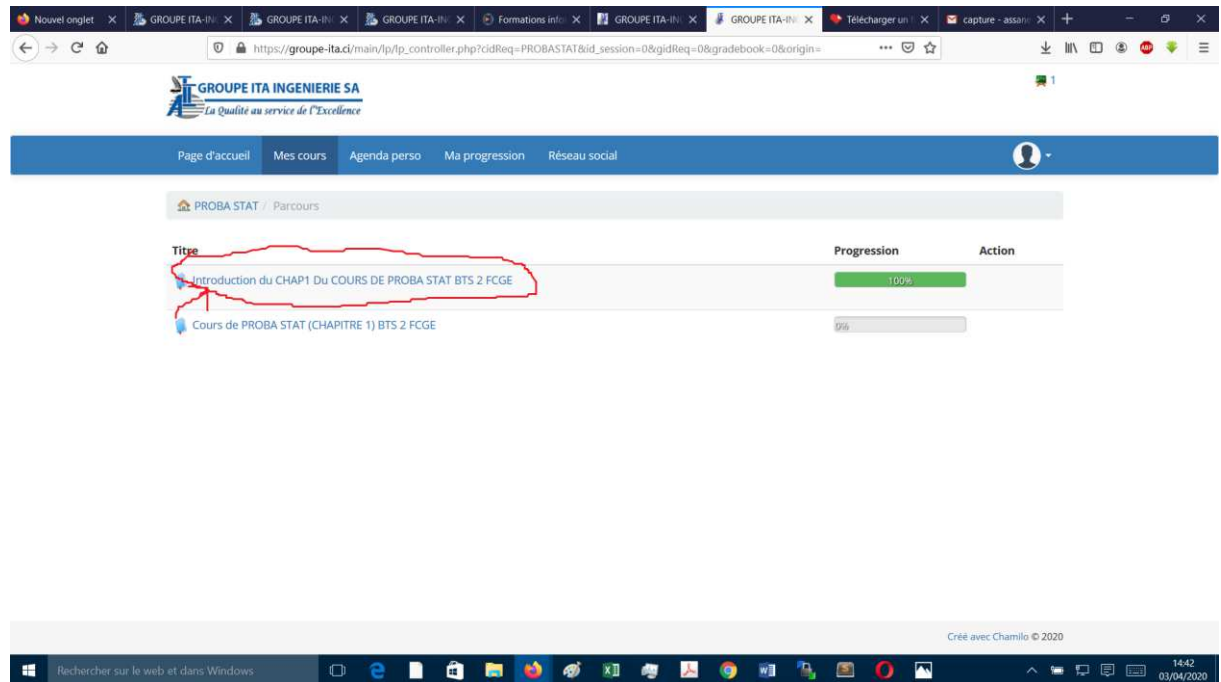 Nouvel onglet
GROUPE ITA-IN
GROUPE ITA-IN
GROUPE ITA-IN
Formations info
GROUPE ITA-IN
GROUPE ITA-IN
Télécharger un
capture - assan
https://groupe-ita.ci/main/lp/lp_controller.php?cidReq=PROBASTAT&id_session=0&gidReq=0&gradebook=0&origin=
GROUPE ITA INGENIERIE SA
La Qualité au service de l'Excellence
1
Page d'accueil Mes cours Agenda perso Ma progression Réseau social
PROBA STAT / Parcours
Titre Progression Action
Introduction du CHAP1 Du COURS DE PROBA STAT BTS 2 FCGE 100%
Cours de PROBA STAT (CHAPITRE 1) BTS 2 FCGE 0%
Créé avec Chamilo © 2020
Rechercher sur le web et dans Windows
14:42
03/04/2020